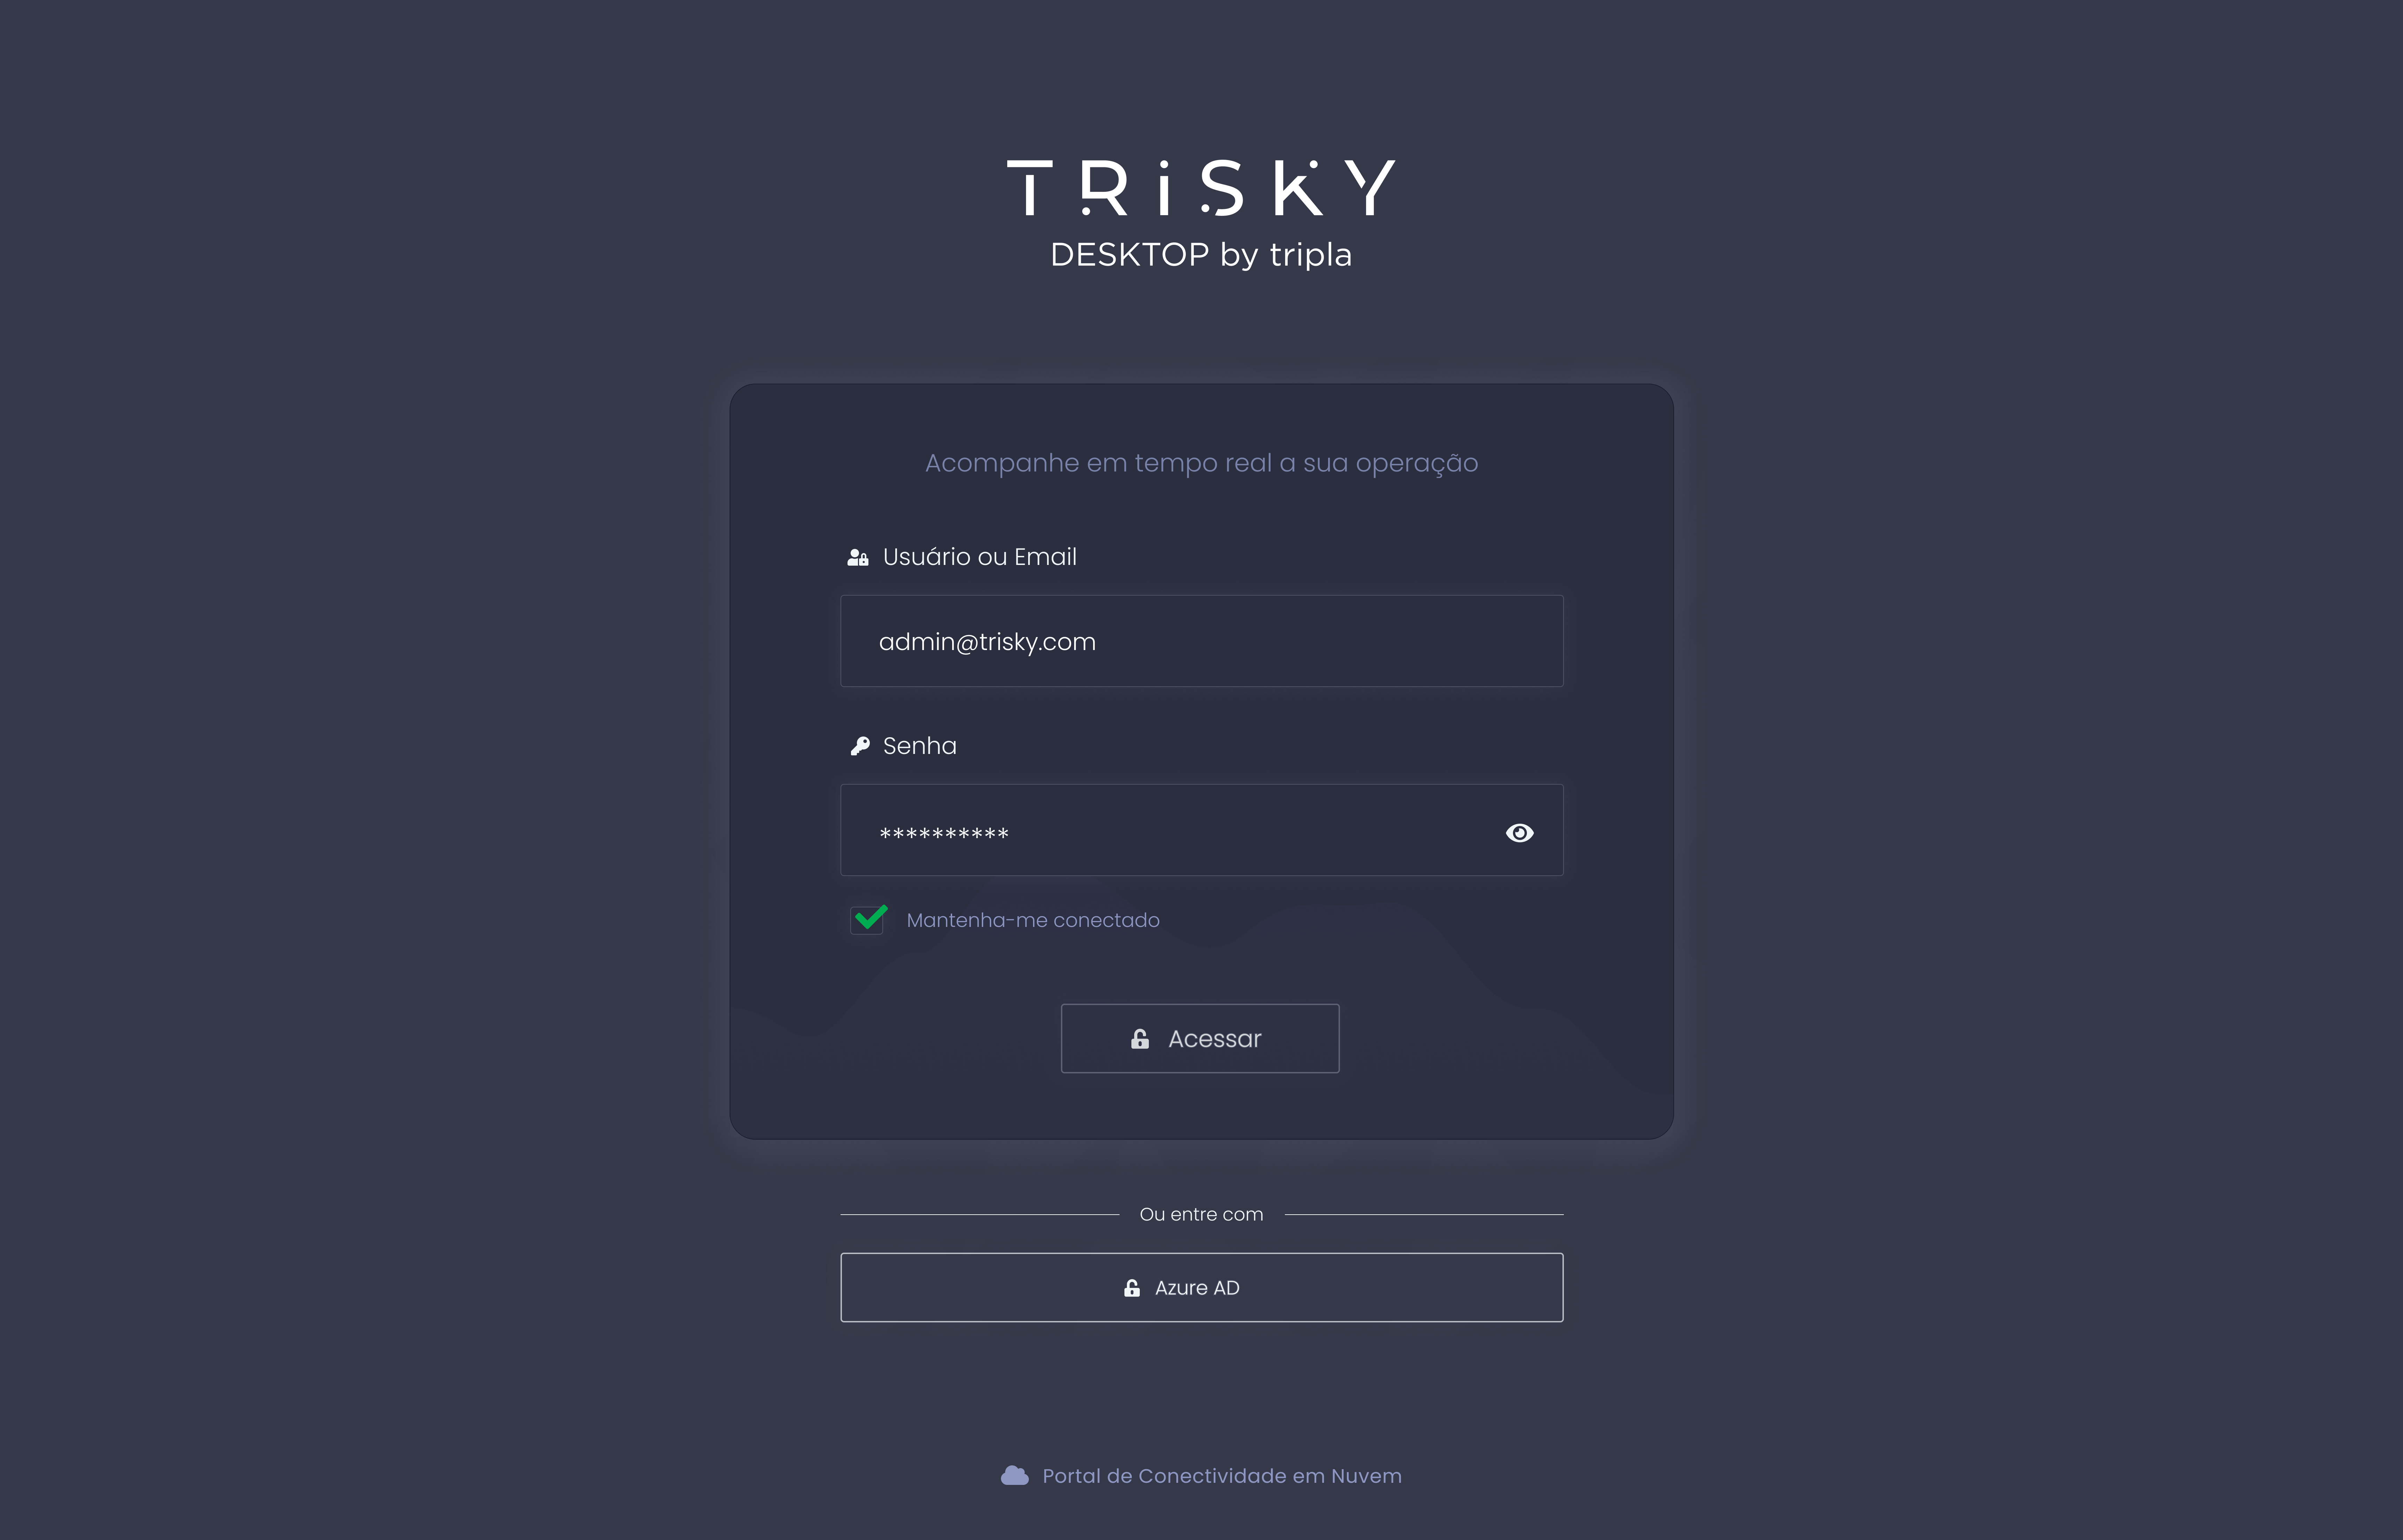 TRiSKY
DESKTOP by tripla
Acompanhe em tempo real a sua operação
Usuário ou Email
admin@trisky.com
Senha
**********
Mantenha-me conectado
Acessar
Ou entre com
Azure AD
Portal de Conectividade em Nuvem